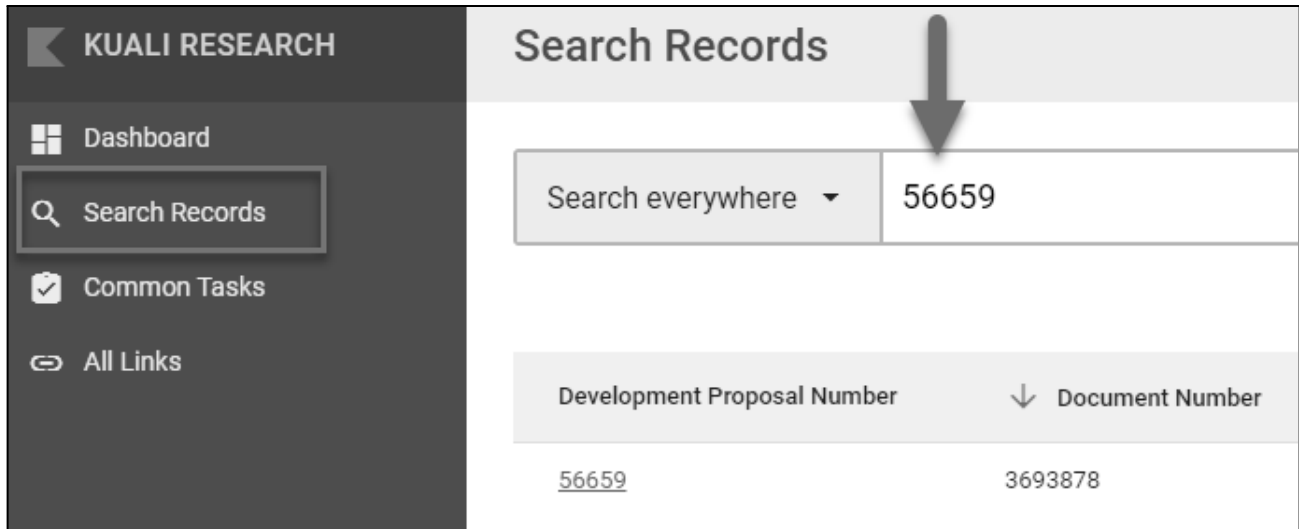 KUALI RESEARCH
Dashboard
Search Records
Common Tasks
All Links
Search Records
Search everywhere 56659
Development Proposal Number Document Number
56659 3693878